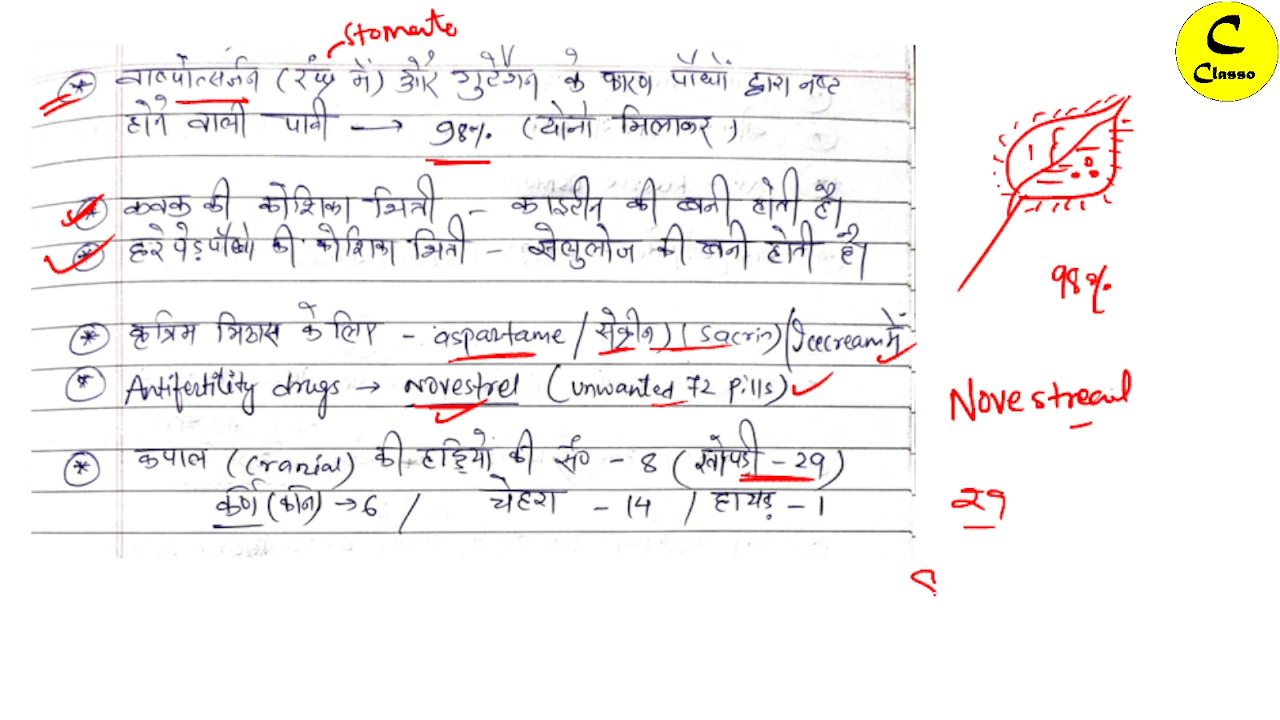 C
Classo
stomente
वाष्पोत्सर्जन (रंध्र में) और गुटेशन के कारण पौधों द्वारा नष्ट
होने वाली पानी → 98% (दोनों मिलाकर)
98%
कवक की कोशिका भित्ती - काइटीन की बनी होती है।
हरे पेड़ पौधों की कोशिका भित्ती - सेल्युलोज की बनी होती है।
कृत्रिम मिठास के लिए - aspartame / सेक्रीन) (sacrin) / Icecream में
Antifertility drugs → Novestrel (unwanted 72 pills)
Novestreaul
कपाल (Cranial) की हड्डियों की सं० - 8 (खोपड़ी - 29)
कर्ण (कान) → 6 / चेहरा - 14 / हायड़ - 1
29